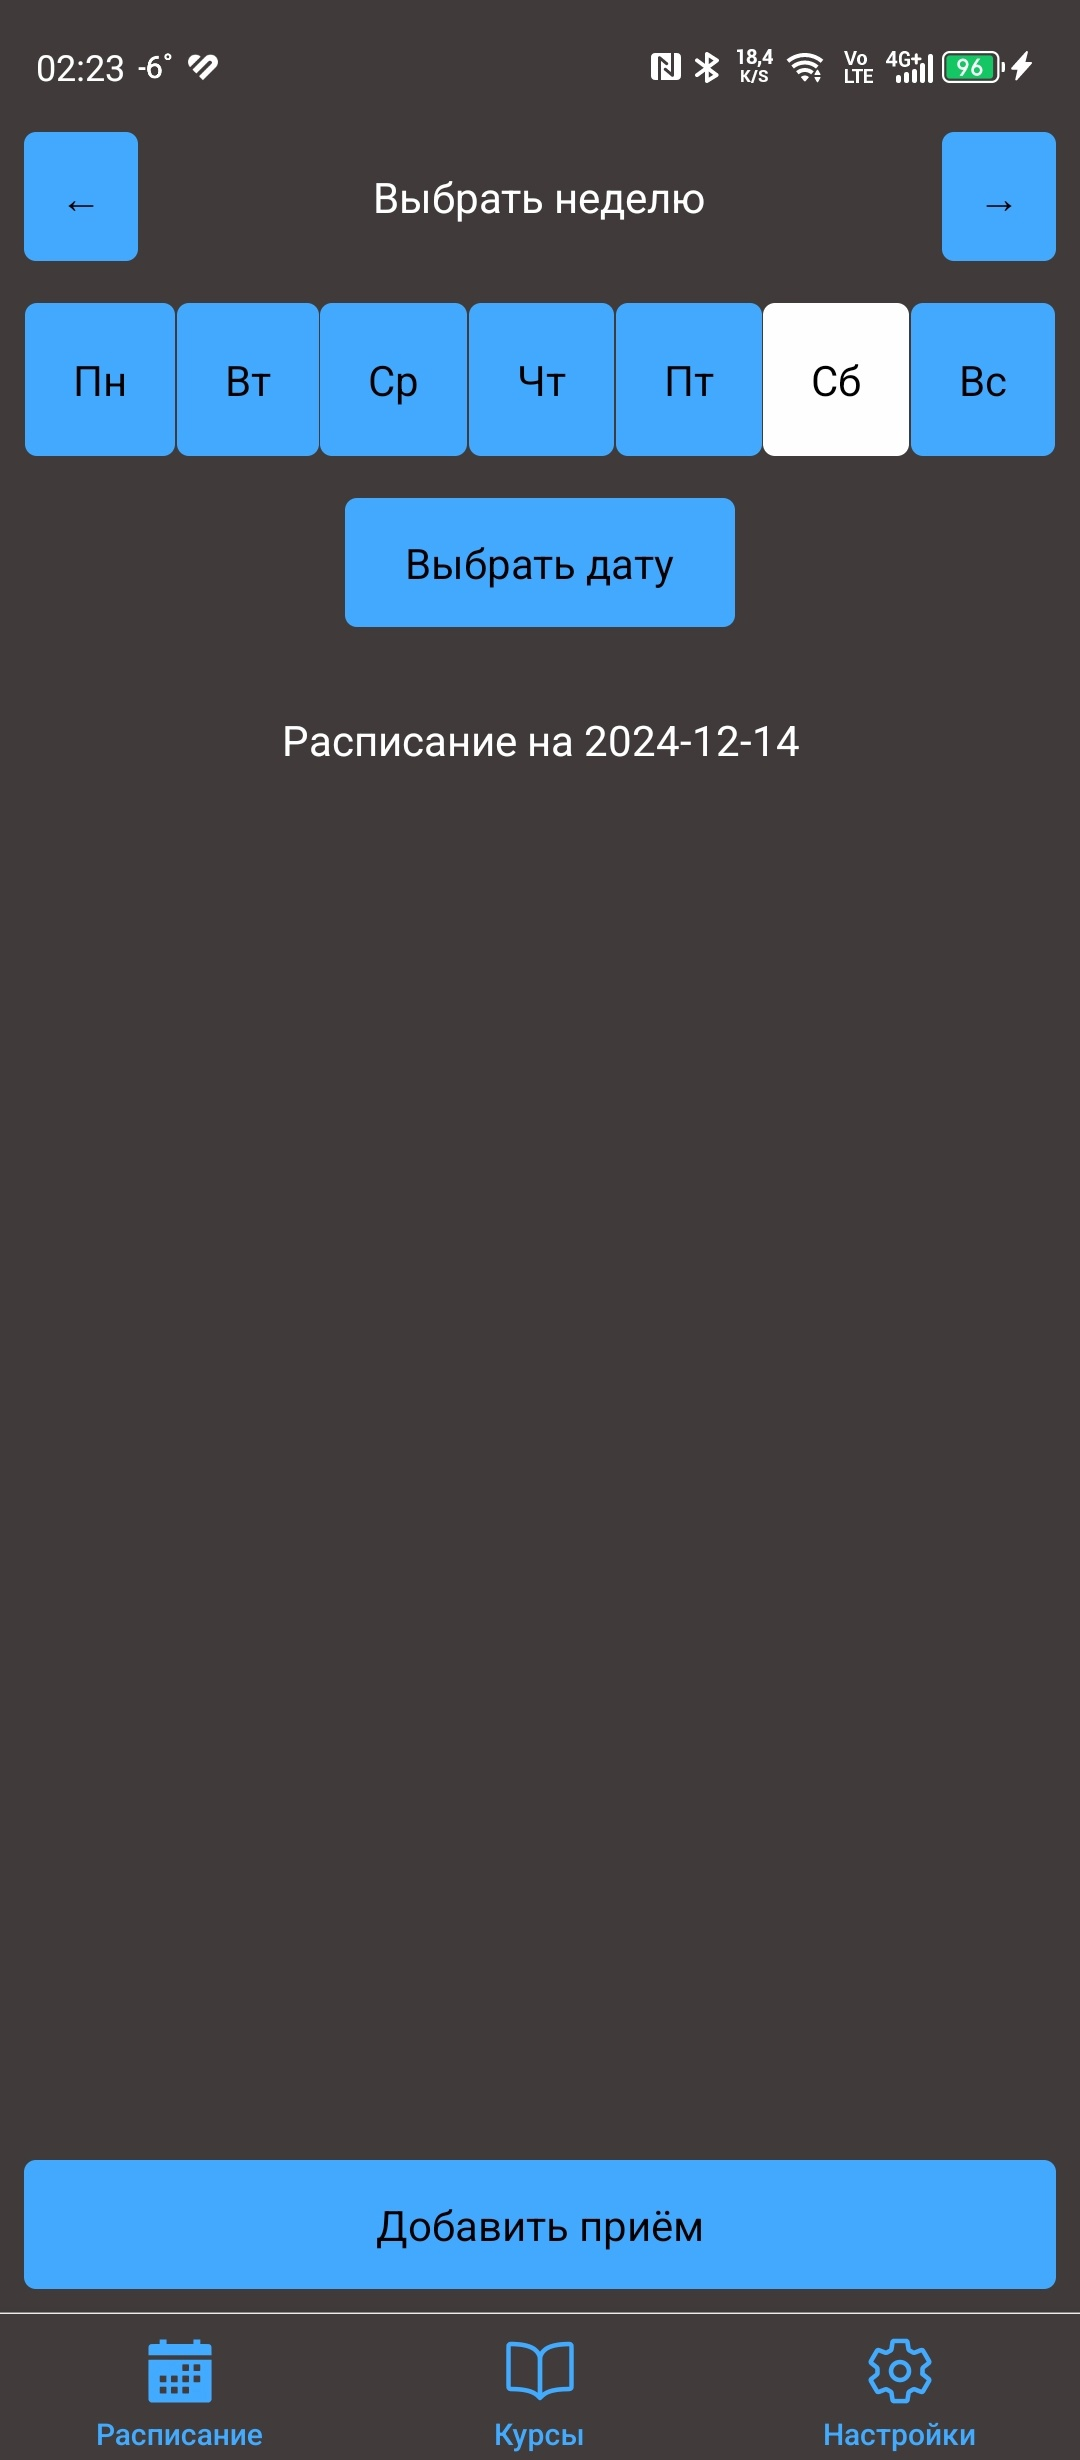 02:23 -6° 18,4 K/S Vo LTE 4G+ 96
← Выбрать неделю →
Пн Вт Ср Чт Пт Сб Вс
Выбрать дату
Расписание на 2024-12-14
Добавить приём
Расписание Курсы Настройки